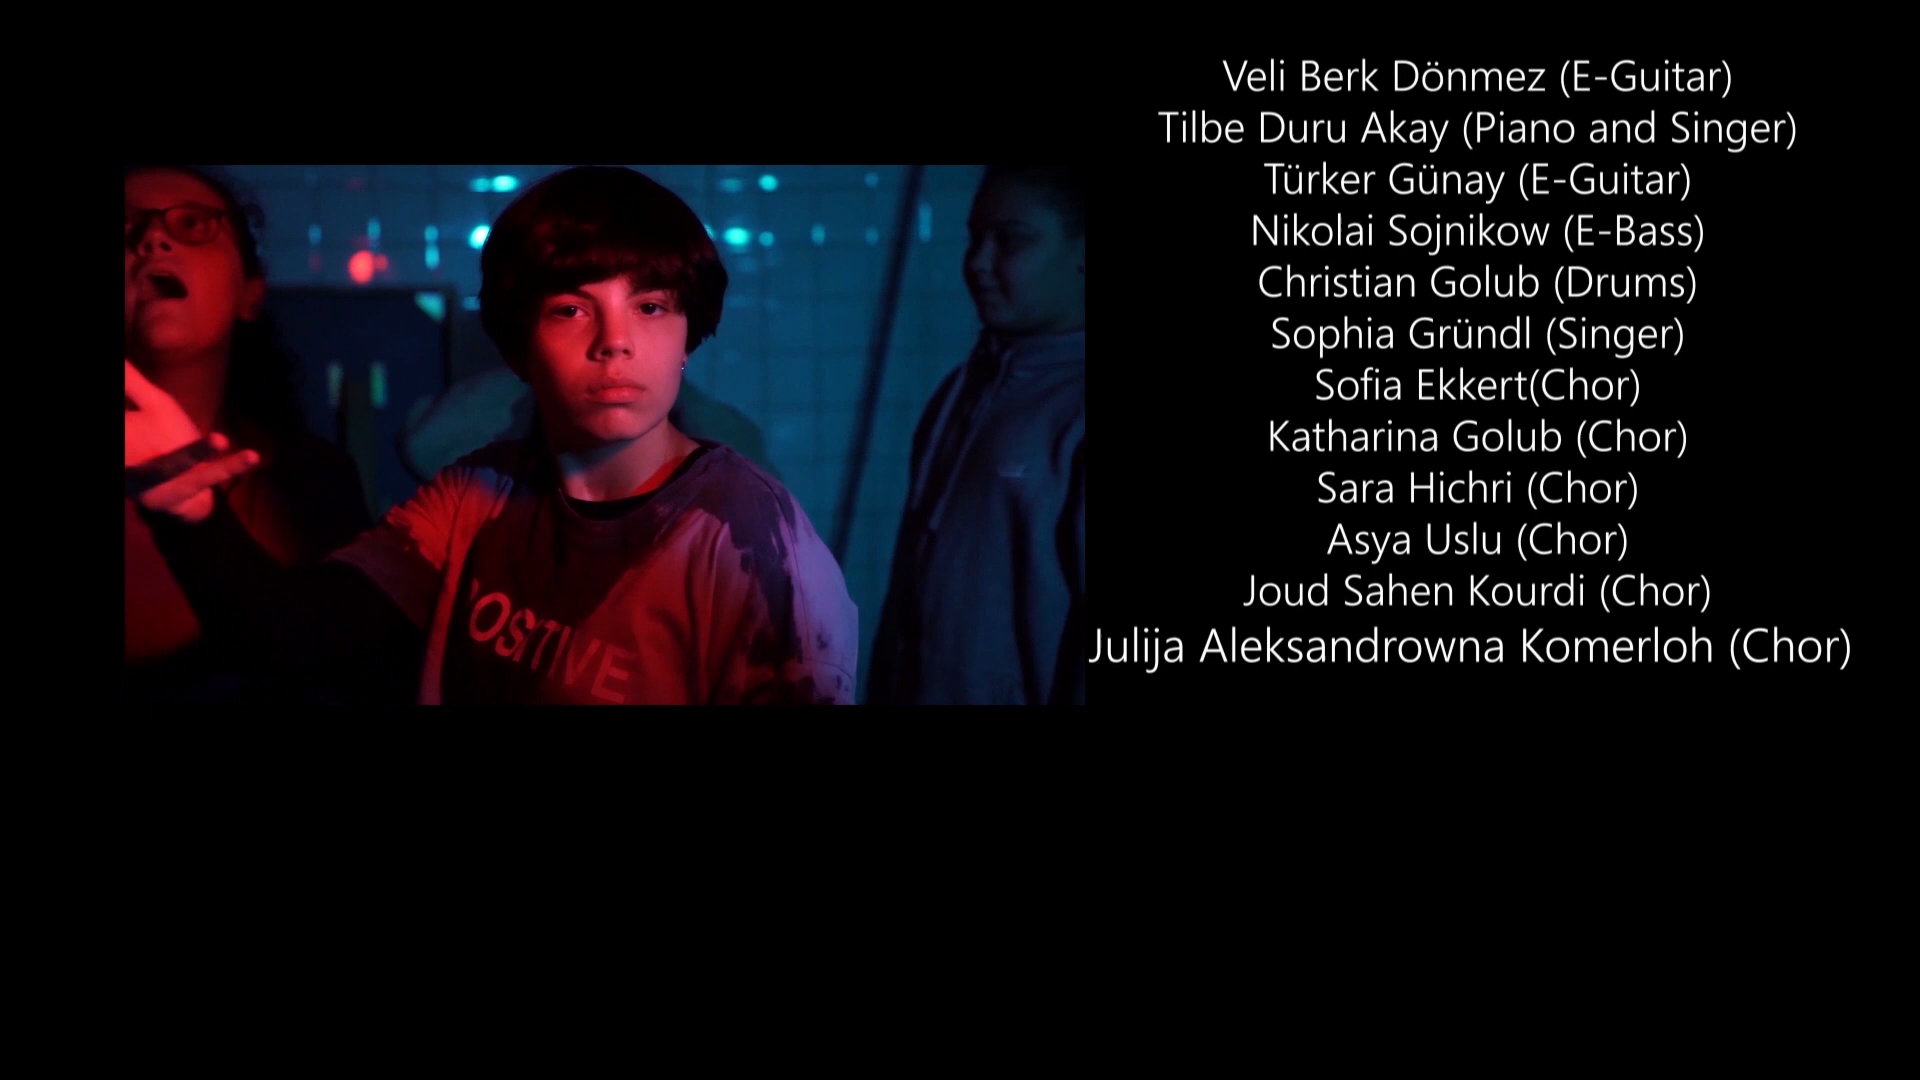 Veli Berk Dönmez (E-Guitar)
Tilbe Duru Akay (Piano and Singer)
Türker Günay (E-Guitar)
Nikolai Sojnikow (E-Bass)
Christian Golub (Drums)
Sophia Gründl (Singer)
Sofia Ekkert(Chor)
Katharina Golub (Chor)
Sara Hichri (Chor)
Asya Uslu (Chor)
Joud Sahen Kourdi (Chor)
Julija Aleksandrowna Komerloh (Chor)
POSITIVE